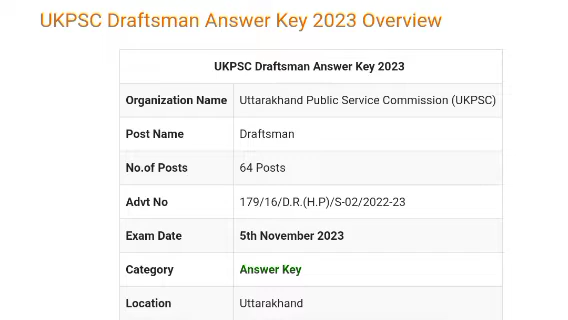 UKPSC Draftsman Answer Key 2023 Overview
UKPSC Draftsman Answer Key 2023
Organization Name Uttarakhand Public Service Commission (UKPSC)
Post Name Draftsman
No.of Posts 64 Posts
Advt No 179/16/D.R.(H.P)/S-02/2022-23
Exam Date 5th November 2023
Category Answer Key
Location Uttarakhand